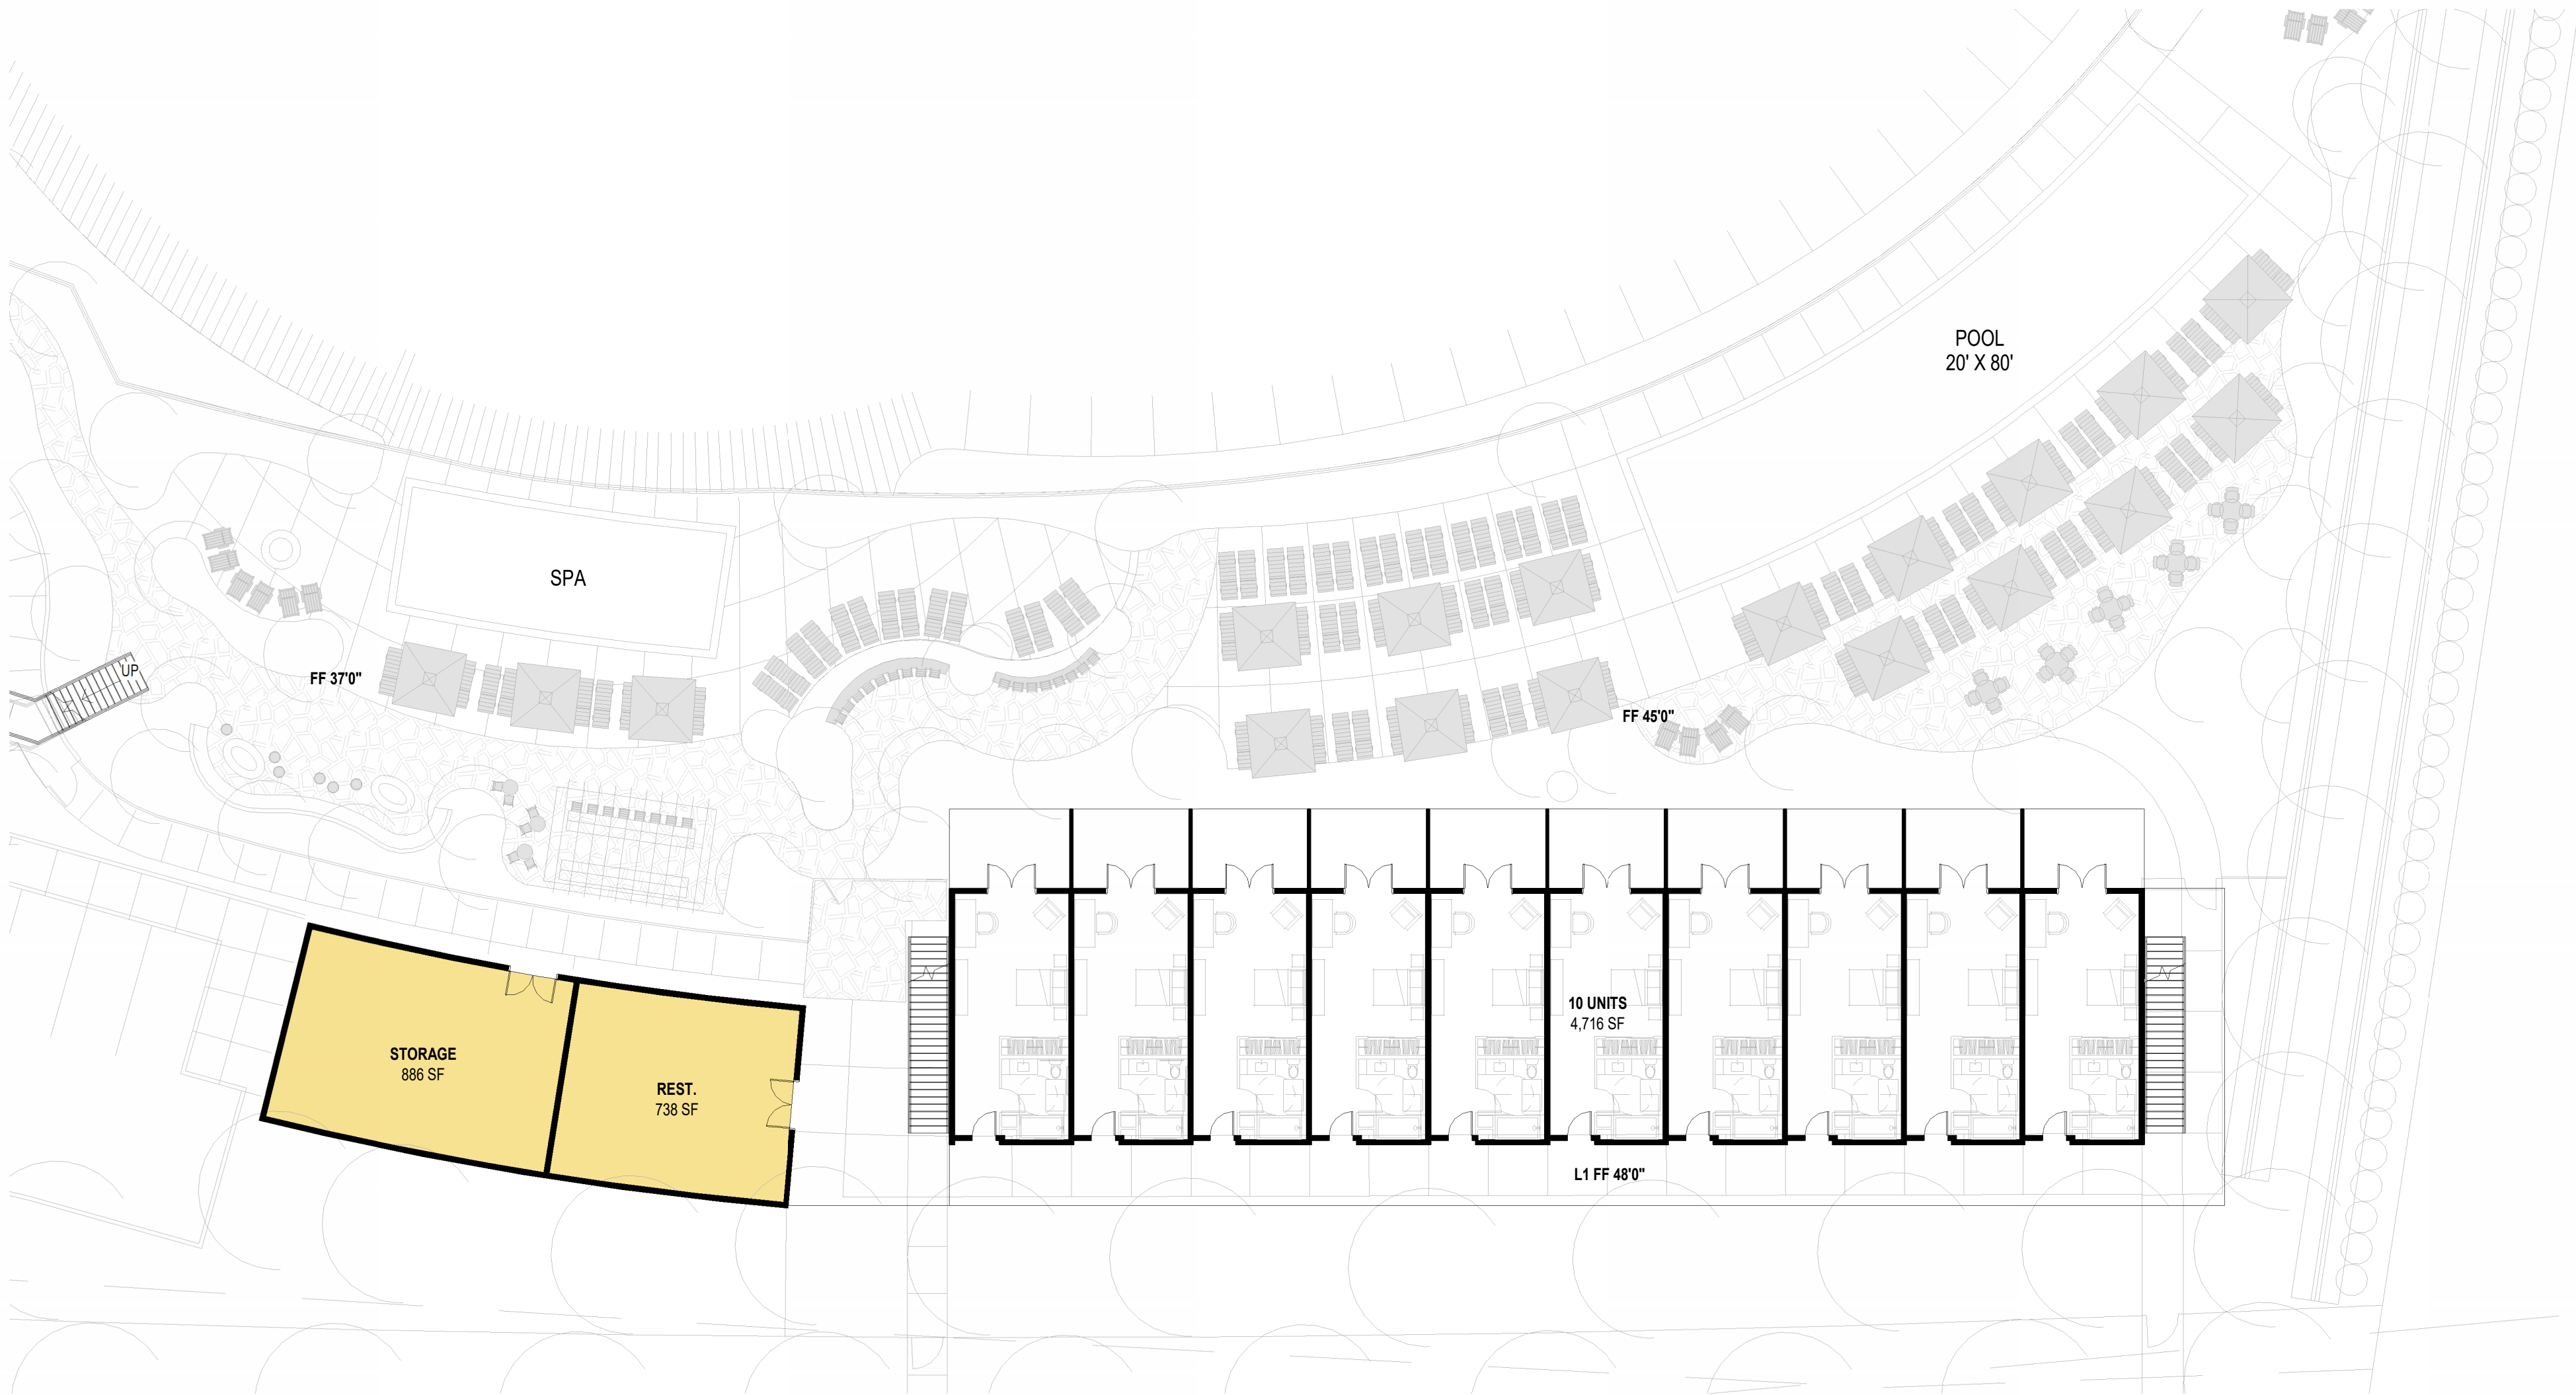 POOL
20' X 80'
SPA
UP
FF 37'0"
FF 45'0"
10 UNITS
4,716 SF
STORAGE
886 SF
REST.
738 SF
L1 FF 48'0"